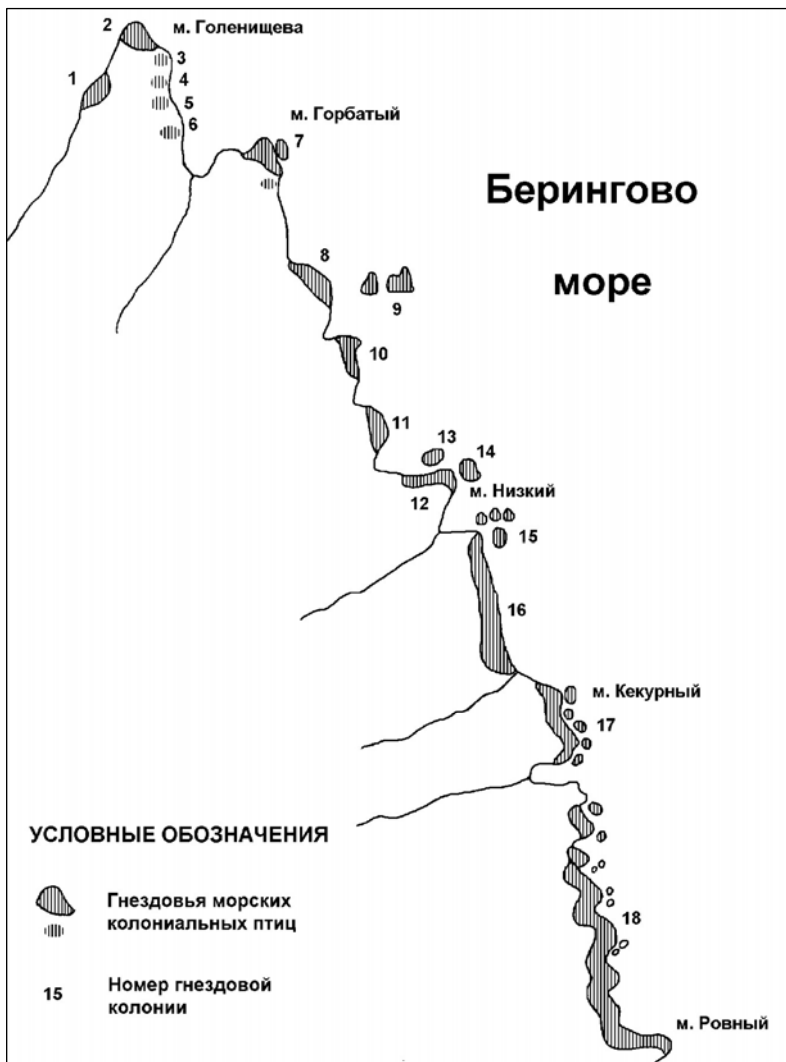 2
м. Голенищева
3
1
4
5
6
м. Горбатый
7
Берингово
море
8
9
10
11
13
14
м. Низкий
12
15
16
м. Кекурный
17
УСЛОВНЫЕ ОБОЗНАЧЕНИЯ
Гнездовья морских
колониальных птиц
18
15
Номер гнездовой
колонии
м. Ровный